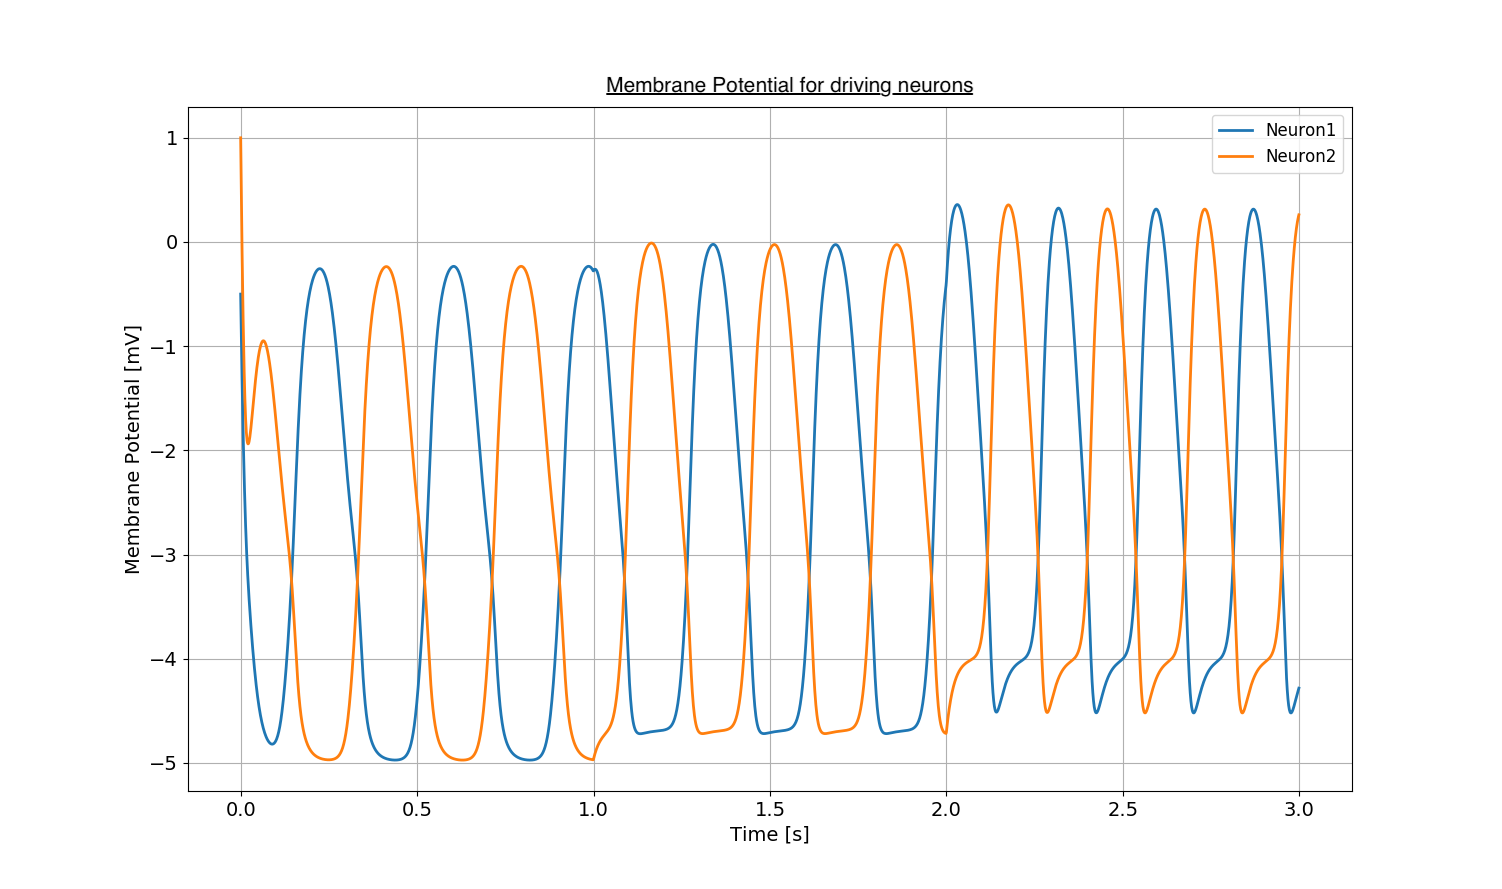 Membrane Potential for driving neurons
Neuron1
Neuron2
Membrane Potential [mV]
1
0
−1
−2
−3
−4
−5
0.0 0.5 1.0 1.5 2.0 2.5 3.0
Time [s]